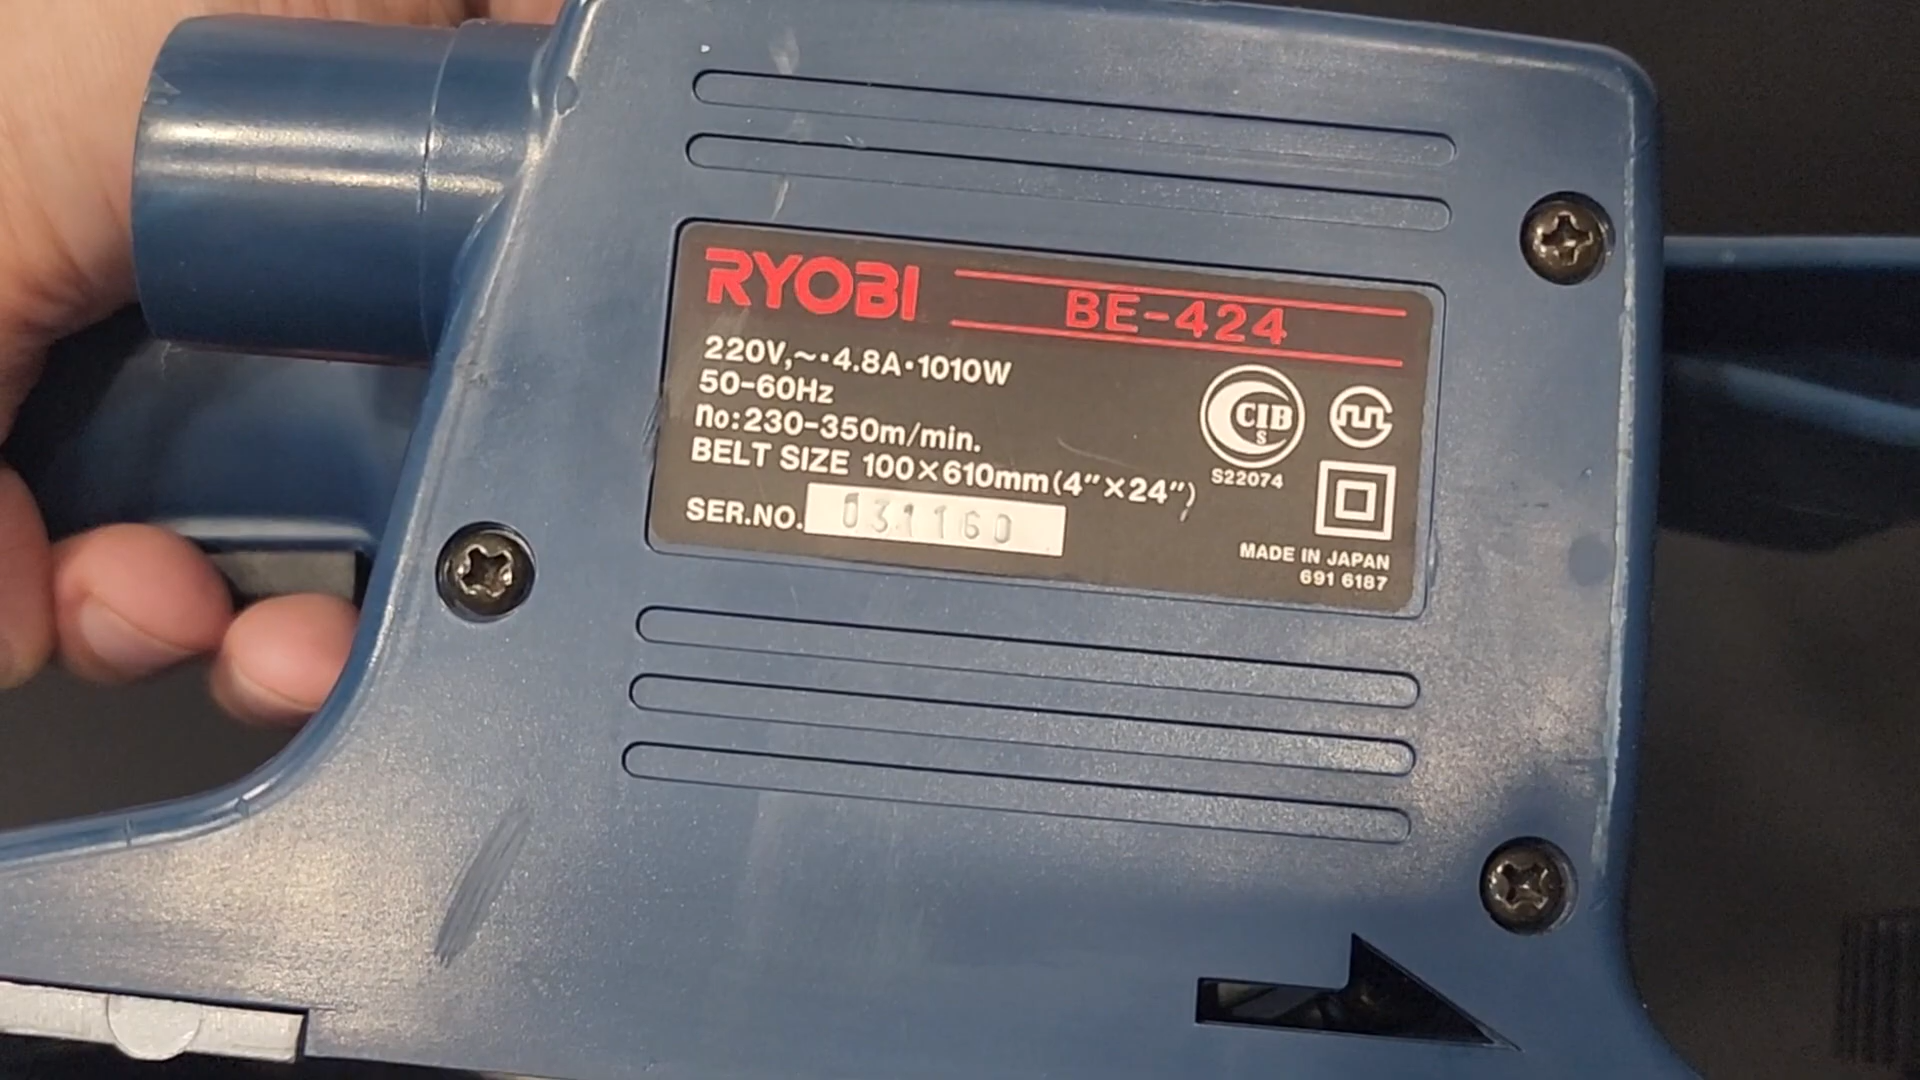 RYOBI BE-424
220V,~·4.8A·1010W
50-60Hz
no:230-350m/min.
BELT SIZE 100×610mm(4"×24")
SER.NO. 031160
CIB
S
S22074
MADE IN JAPAN
691 6187